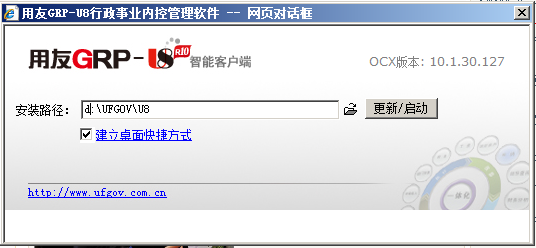 用友GRP-U8行政事业内控管理软件 -- 网页对话框
用友GRP-U8 R10 智能客户端
OCX版本: 10.1.30.127
安装路径: d:\UFGOV\U8 更新/启动
建立桌面快捷方式
http://www.ufgov.com.cn
一体化